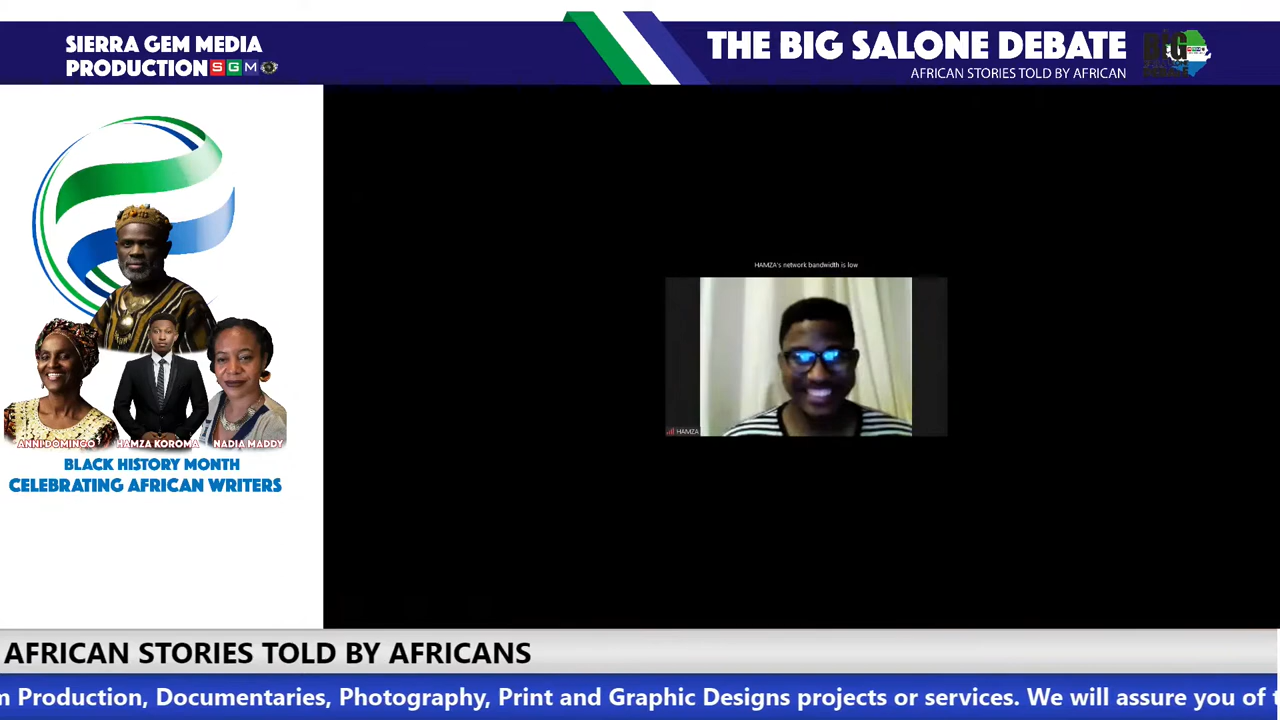 SIERRA GEM MEDIA
PRODUCTION SGM
THE BIG SALONE DEBATE
AFRICAN STORIES TOLD BY AFRICAN
BIG
HAMZA's network bandwidth is low
HAMZA
ANNI DOMINGO HAMZA KOROMA NADIA MADDY
BLACK HISTORY MONTH
CELEBRATING AFRICAN WRITERS
AFRICAN STORIES TOLD BY AFRICANS
m Production, Documentaries, Photography, Print and Graphic Designs projects or services. We will assure you of t